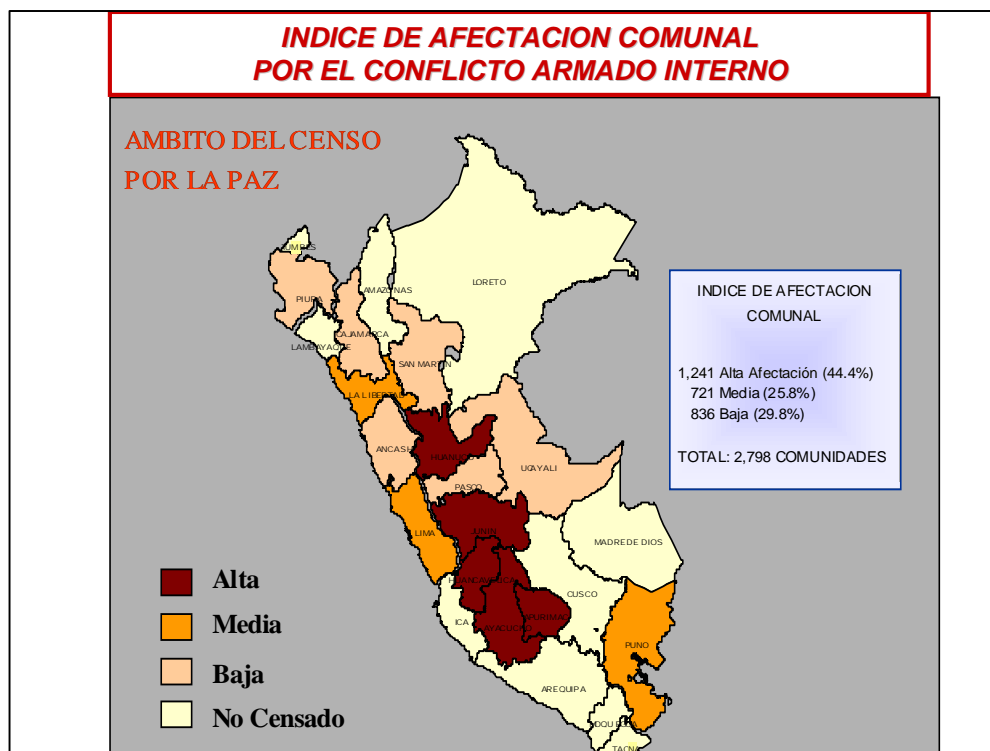 INDICE DE AFECTACION COMUNAL
POR EL CONFLICTO ARMADO INTERNO
AMBITO DEL CENSO
POR LA PAZ
TUMBES
PIURA
AMAZONAS
LORETO
CAJAMARCA
LAMBAYAQUE
SAN MARTIN
LA LIBERTAD
ANCASH
HUANUCO
UCAYALI
PASCO
LIMA
JUNIN
MADRE DE DIOS
HUANCAVELICA
CUSCO
APURIMAC
ICA
AYACUCHO
PUNO
AREQUIPA
MOQUEGUA
TACNA
INDICE DE AFECTACION
COMUNAL
1,241 Alta Afectación (44.4%)
721 Media (25.8%)
836 Baja (29.8%)
TOTAL: 2,798 COMUNIDADES
Alta
Media
Baja
No Censado